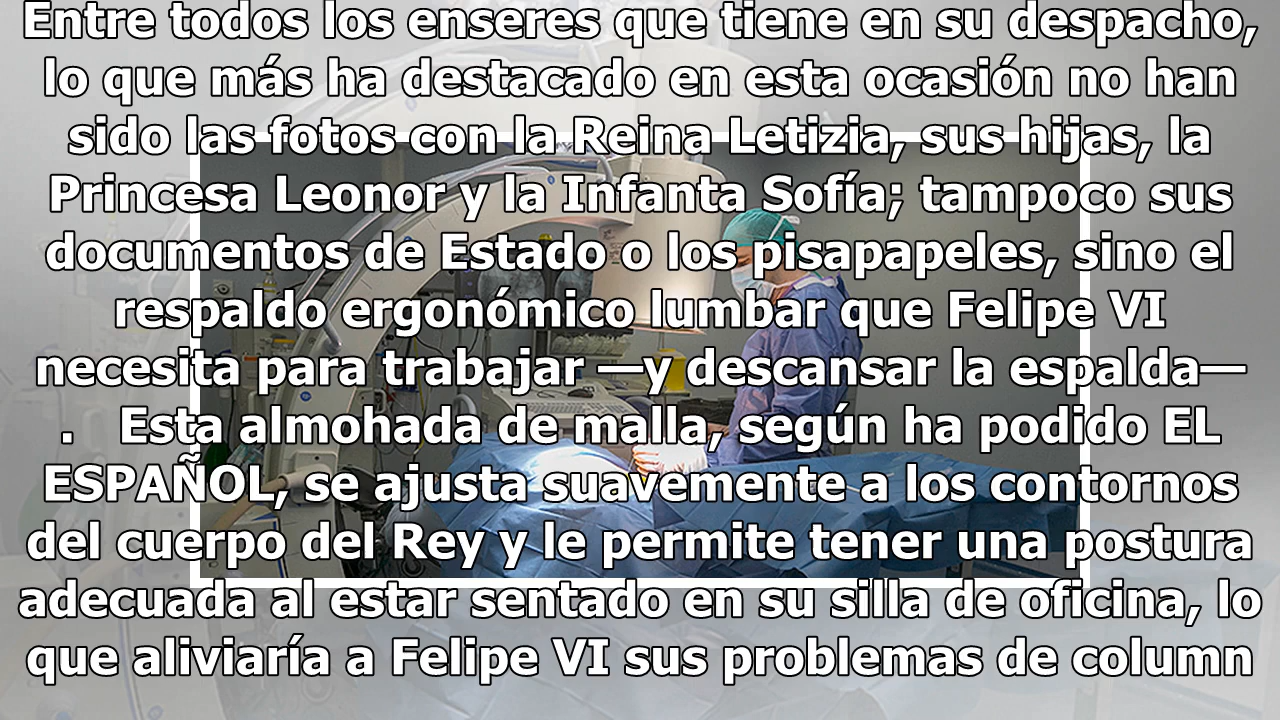 Entre todos los enseres que tiene en su despacho,
lo que más ha destacado en esta ocasión no han
sido las fotos con la Reina Letizia, sus hijas, la
Princesa Leonor y la Infanta Sofía; tampoco sus
documentos de Estado o los pisapapeles, sino el
respaldo ergonómico lumbar que Felipe VI
necesita para trabajar —y descansar la espalda—
. Esta almohada de malla, según ha podido EL
ESPAÑOL, se ajusta suavemente a los contornos
del cuerpo del Rey y le permite tener una postura
adecuada al estar sentado en su silla de oficina, lo
que aliviaría a Felipe VI sus problemas de column